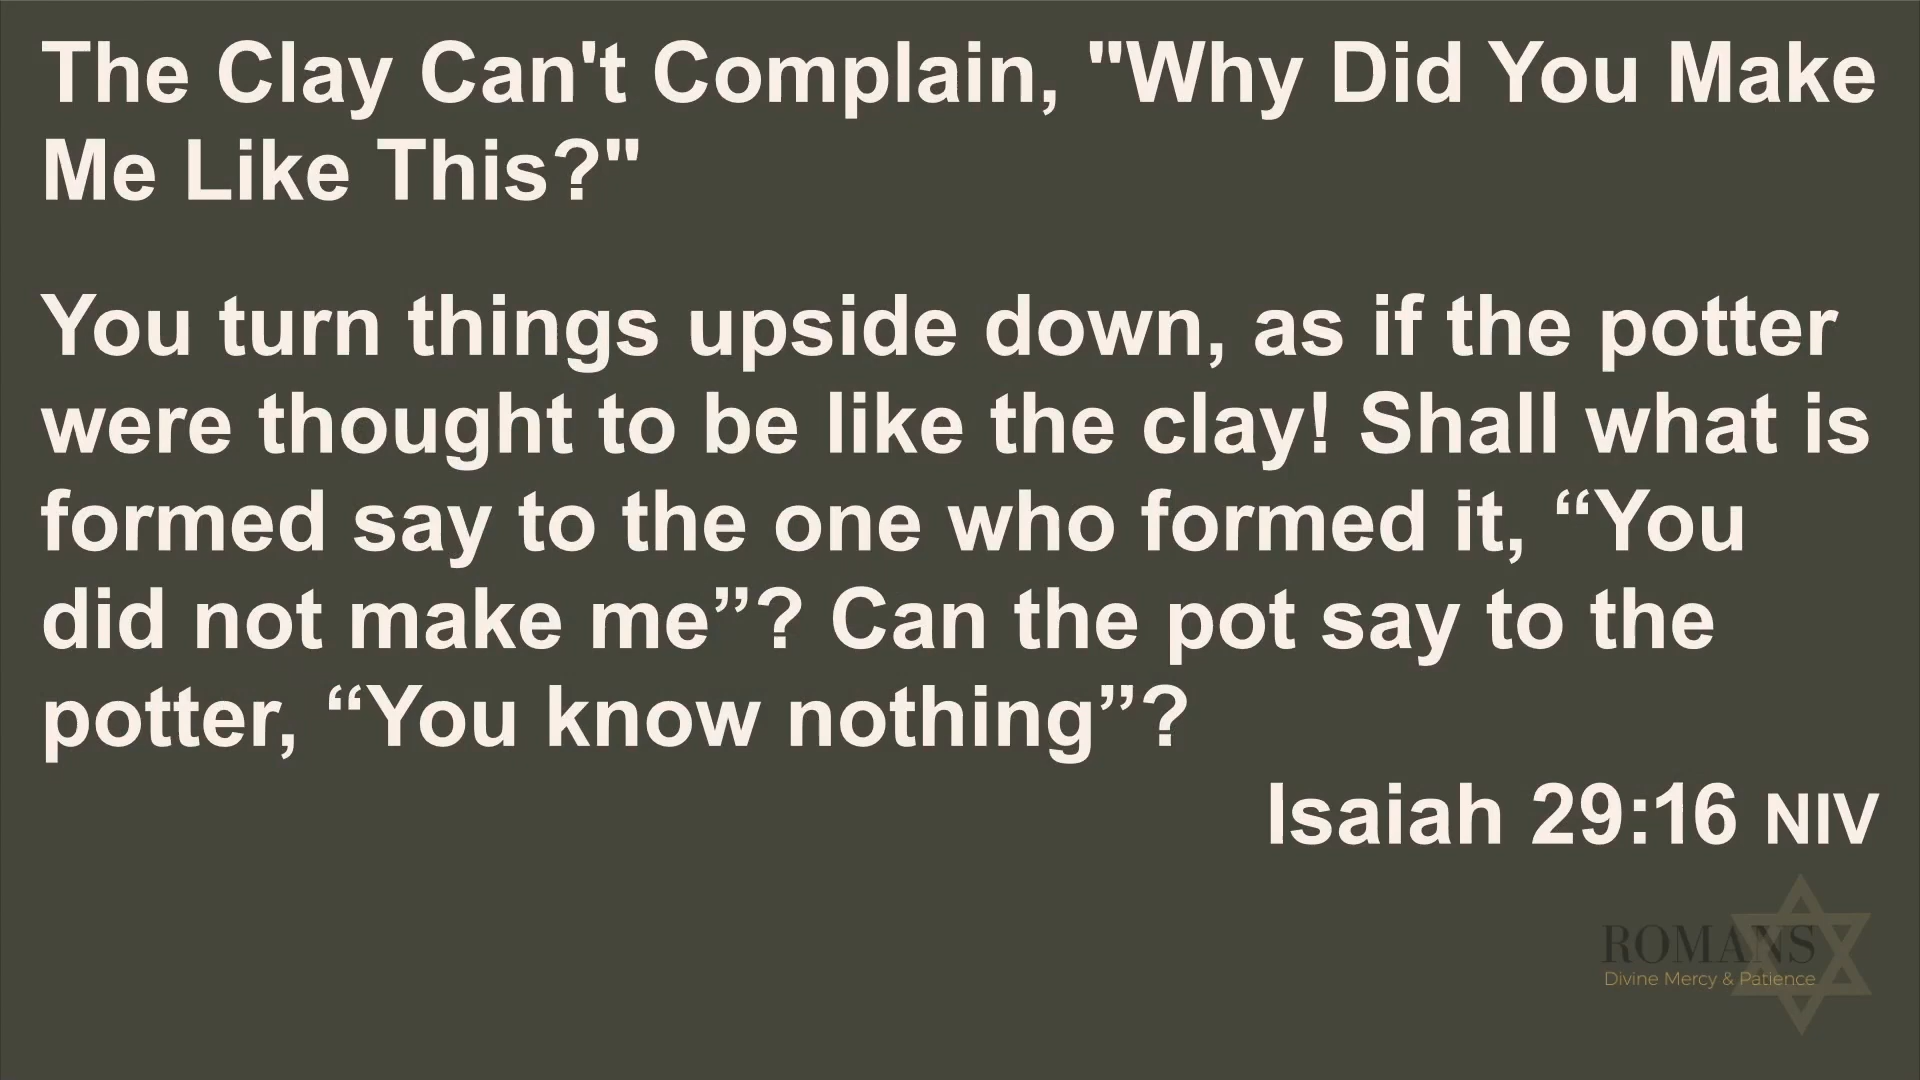 The Clay Can't Complain, "Why Did You Make
Me Like This?"
You turn things upside down, as if the potter
were thought to be like the clay! Shall what is
formed say to the one who formed it, “You
did not make me”? Can the pot say to the
potter, “You know nothing”?
Isaiah 29:16 NIV
ROMANS
Divine Mercy & Patience